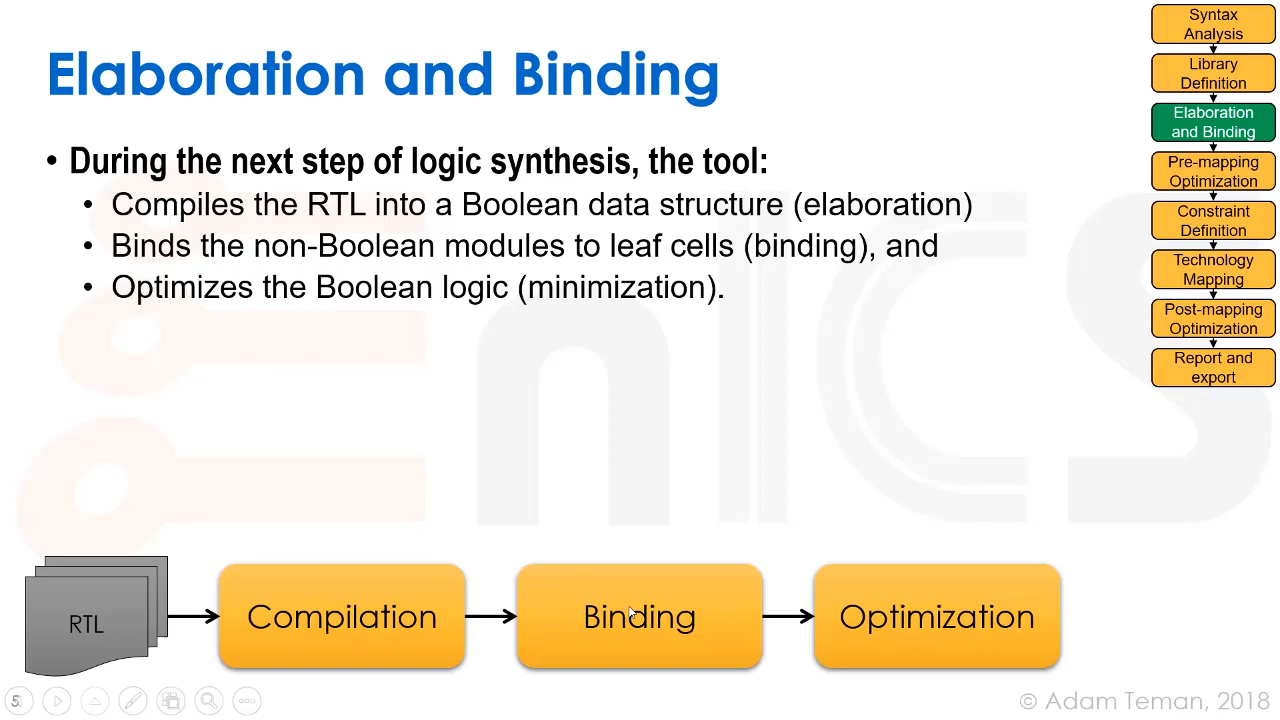 Elaboration and Binding
• During the next step of logic synthesis, the tool:
• Compiles the RTL into a Boolean data structure (elaboration)
• Binds the non-Boolean modules to leaf cells (binding), and
• Optimizes the Boolean logic (minimization).
Syntax
Analysis
Library
Definition
Elaboration
and Binding
Pre-mapping
Optimization
Constraint
Definition
Technology
Mapping
Post-mapping
Optimization
Report and
export
RTL
Compilation
Binding
Optimization
5
© Adam Teman, 2018